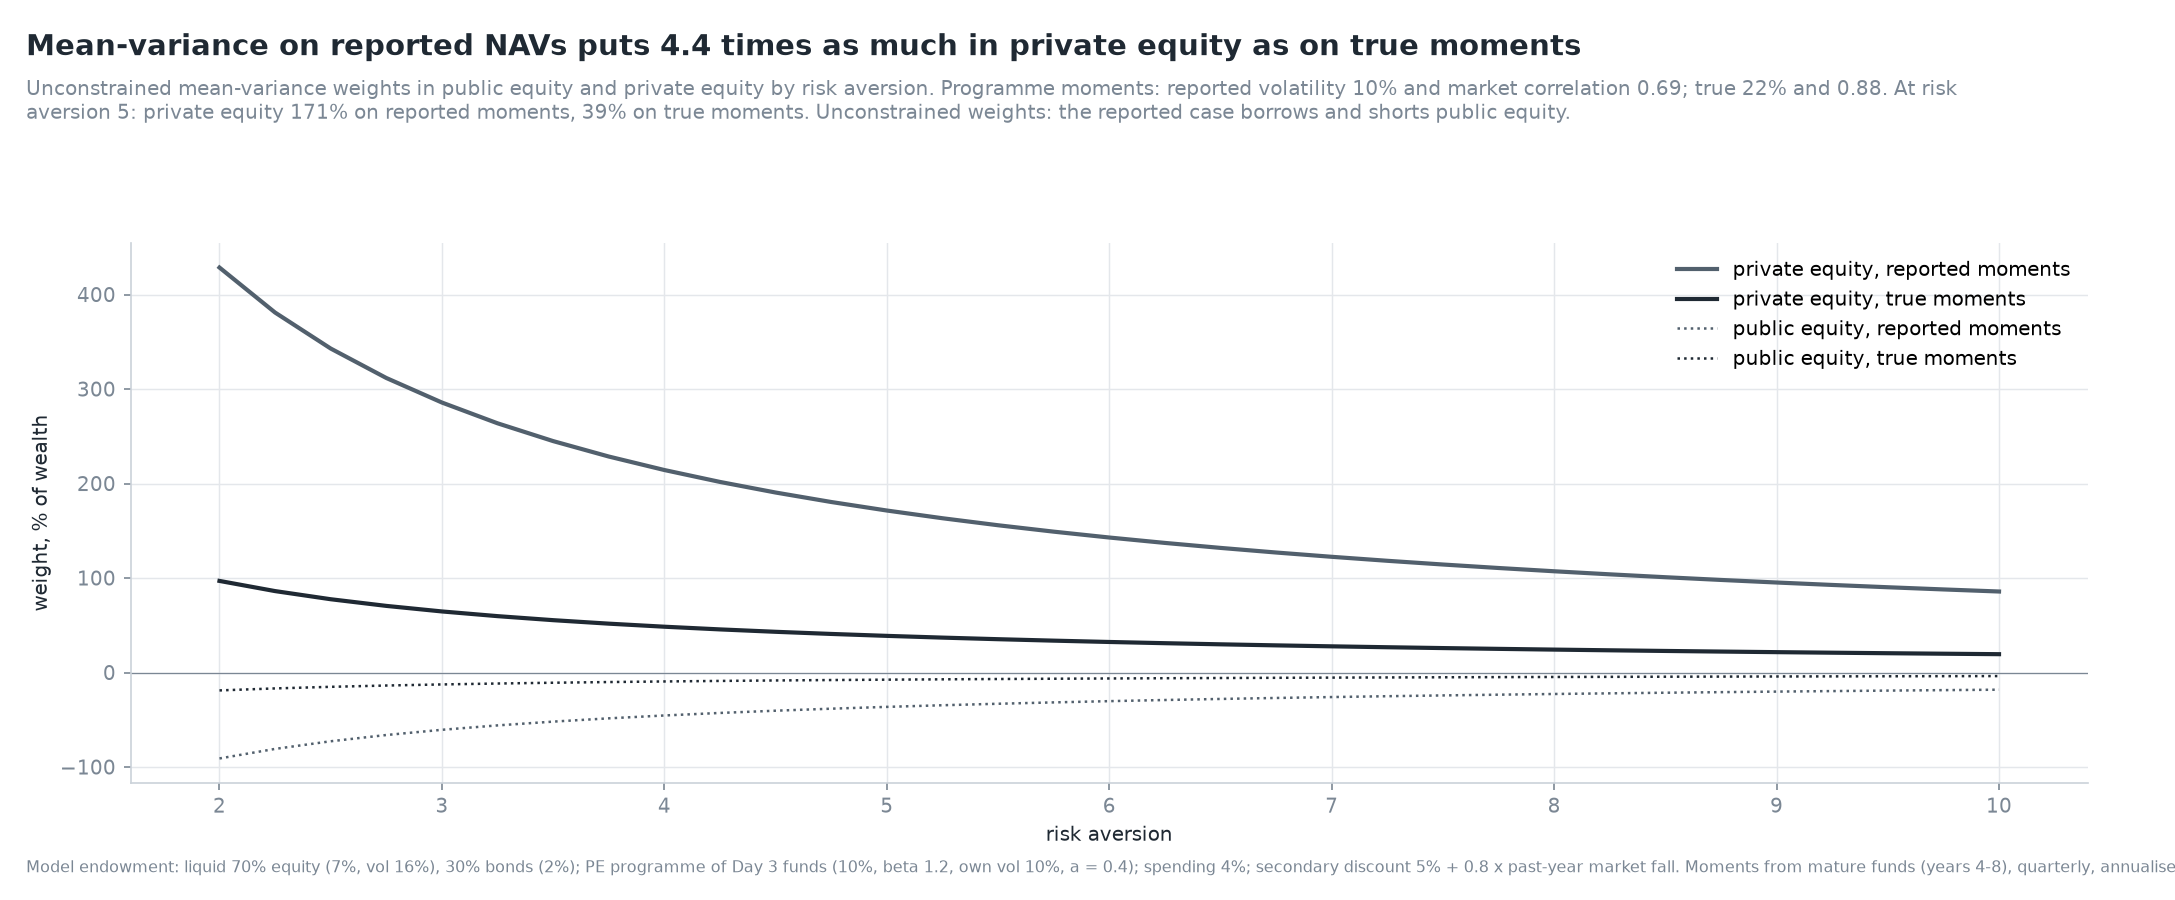 Mean-variance on reported NAVs puts 4.4 times as much in private equity as on true moments
Unconstrained mean-variance weights in public equity and private equity by risk aversion. Programme moments: reported volatility 10% and market correlation 0.69; true 22% and 0.88. At risk
aversion 5: private equity 171% on reported moments, 39% on true moments. Unconstrained weights: the reported case borrows and shorts public equity.
private equity, reported moments
private equity, true moments
public equity, reported moments
public equity, true moments
weight, % of wealth
400
300
200
100
0
−100
2
3
4
5
6
7
8
9
10
risk aversion
Model endowment: liquid 70% equity (7%, vol 16%), 30% bonds (2%); PE programme of Day 3 funds (10%, beta 1.2, own vol 10%, a = 0.4); spending 4%; secondary discount 5% + 0.8 x past-year market fall. Moments from mature funds (years 4-8), quarterly, annualise